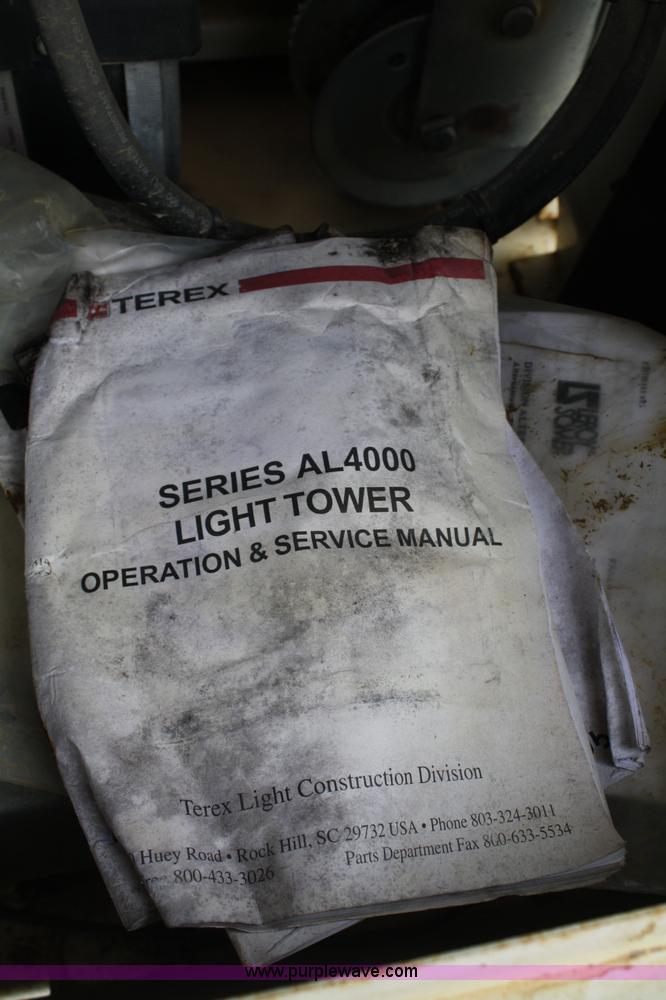 TEREX
SERIES AL4000
LIGHT TOWER
OPERATION & SERVICE MANUAL
Terex Light Construction Division
Huey Road • Rock Hill, SC 29732 USA • Phone 803-324-3011
800-433-3026 Parts Department Fax 800-633-5534
www.purplewave.com